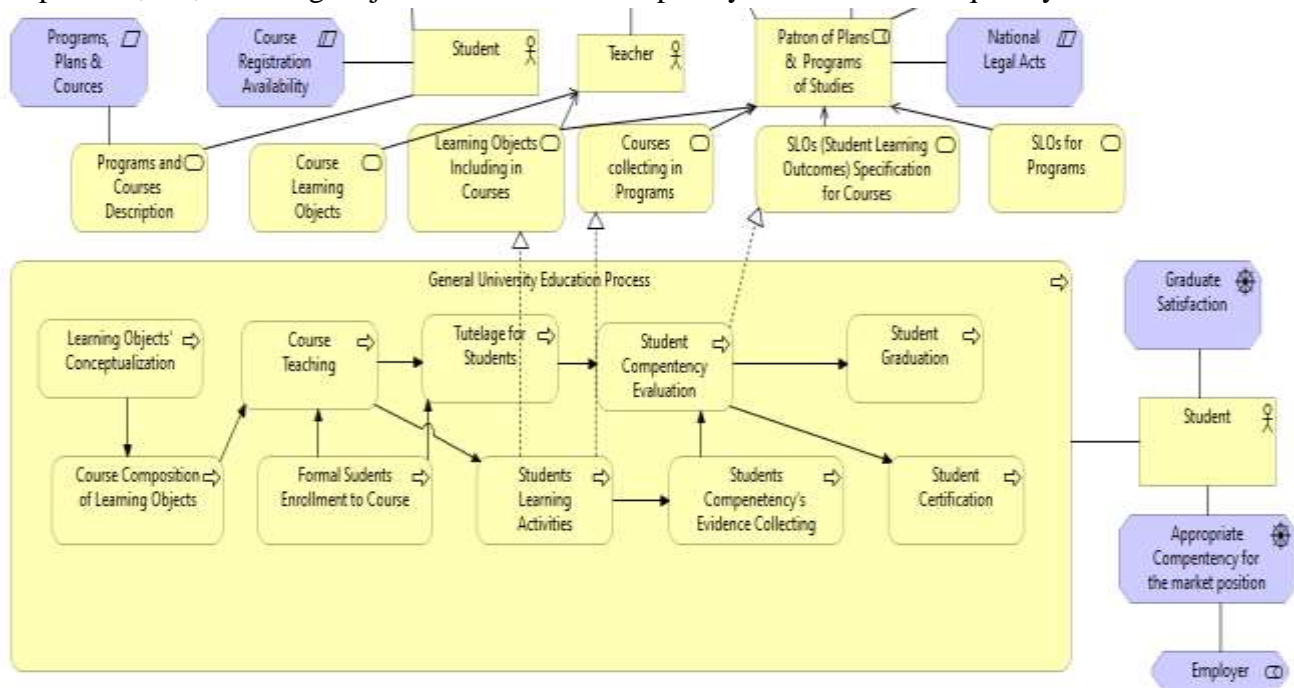 Programs,
Plans &
Cources
Course
Registration
Availability
Student
Teacher
Patron of Plans
& Programs
of Studies
National
Legal Acts
Programs and
Courses
Description
Course
Learning
Objects
Learning Objects
Including in
Courses
Courses
collecting in
Programs
SLOs (Student Learning
Outcomes) Specification
for Courses
SLOs for
Programs
General University Education Process
Learning Objects'
Conceptualization
Course
Teaching
Tutelage for
Students
Student
Compentency
Evaluation
Student
Graduation
Graduate
Satisfaction
Student
Course Composition
of Learning Objects
Formal Sudents
Enrollment to Course
Students
Learning
Activities
Students
Compenetency's
Evidence Collecting
Student
Certification
Appropriate
Compentency for
the market position
Employer